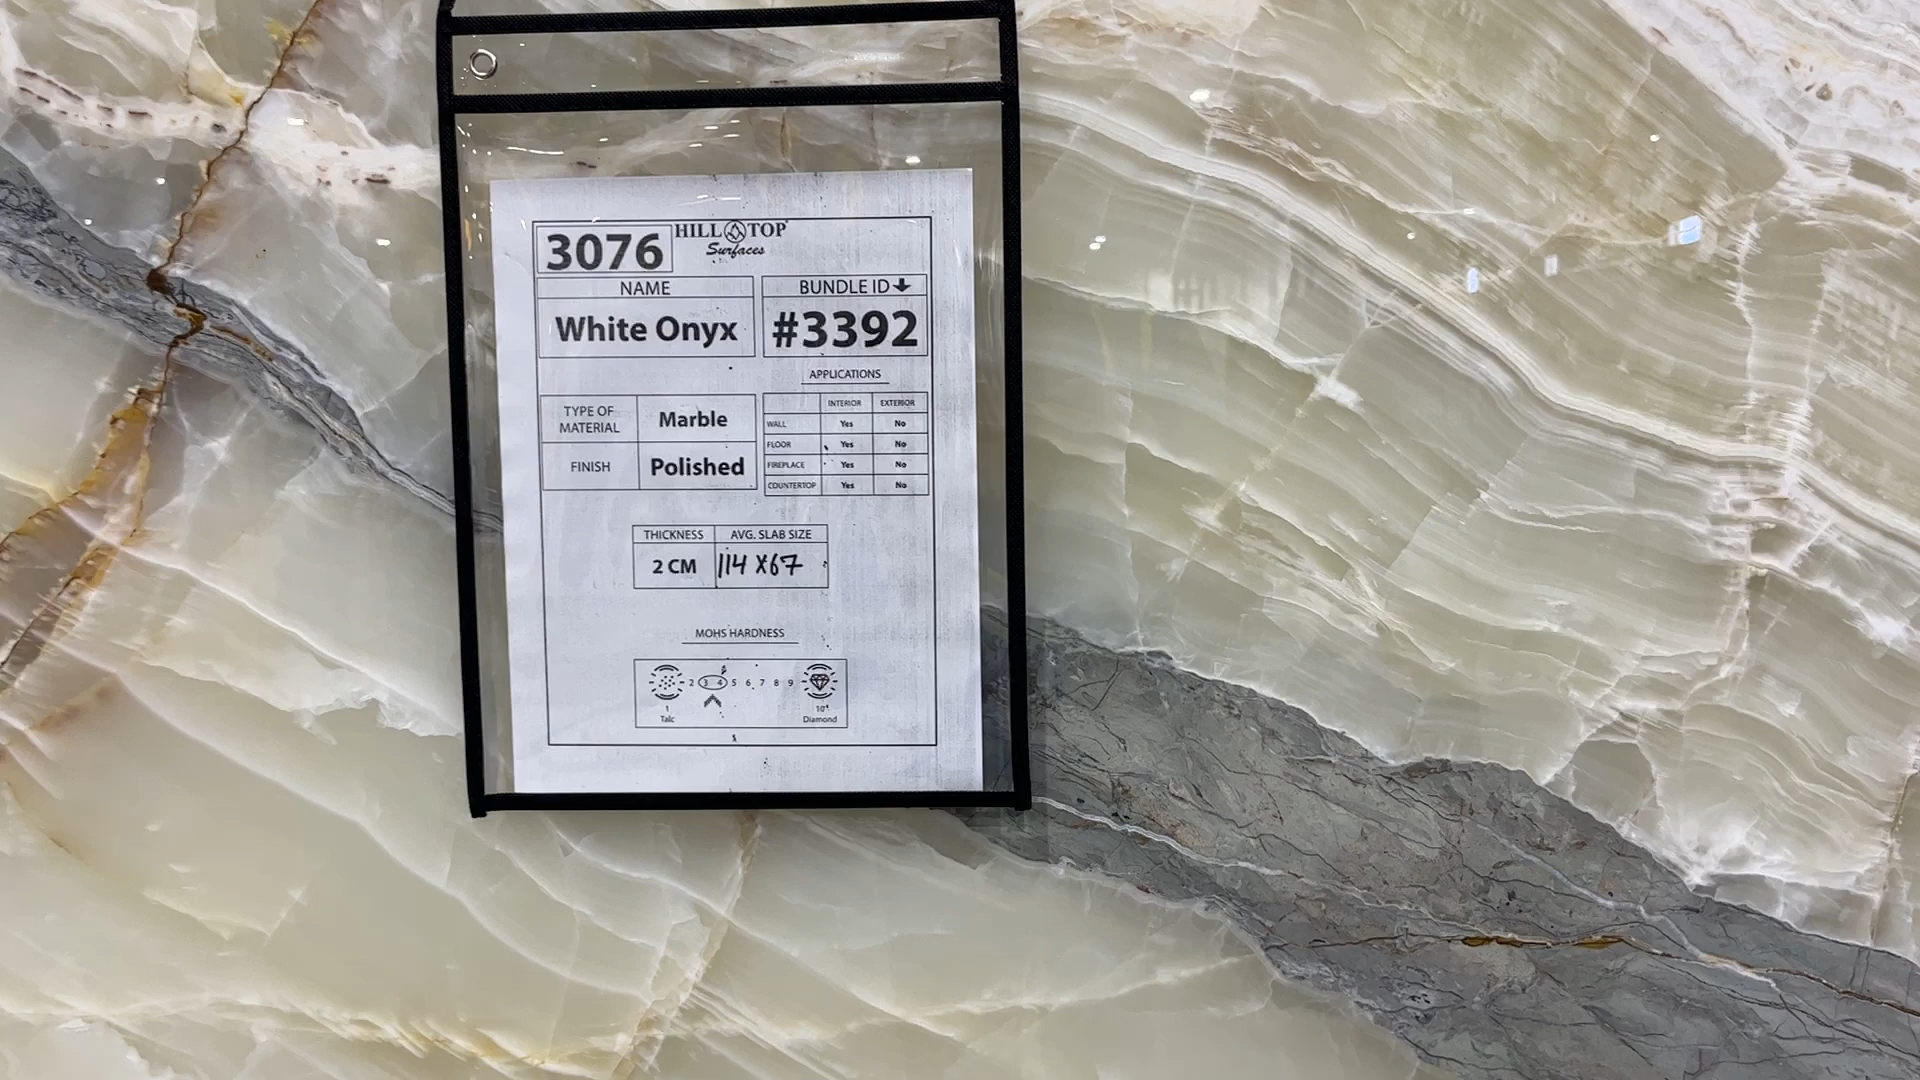 3076
HILL TOP
Surfaces
NAME
White Onyx
BUNDLE ID
#3392
APPLICATIONS
TYPE OF MATERIAL Marble
FINISH Polished
INTERIOR EXTERIOR
WALL Yes No
FLOOR Yes No
FIREPLACE Yes No
COUNTERTOP Yes No
THICKNESS AVG. SLAB SIZE
2 CM 114 X 67
MOHS HARDNESS
2 3 4 5 6 7 8 9
1 10
Talc Diamond